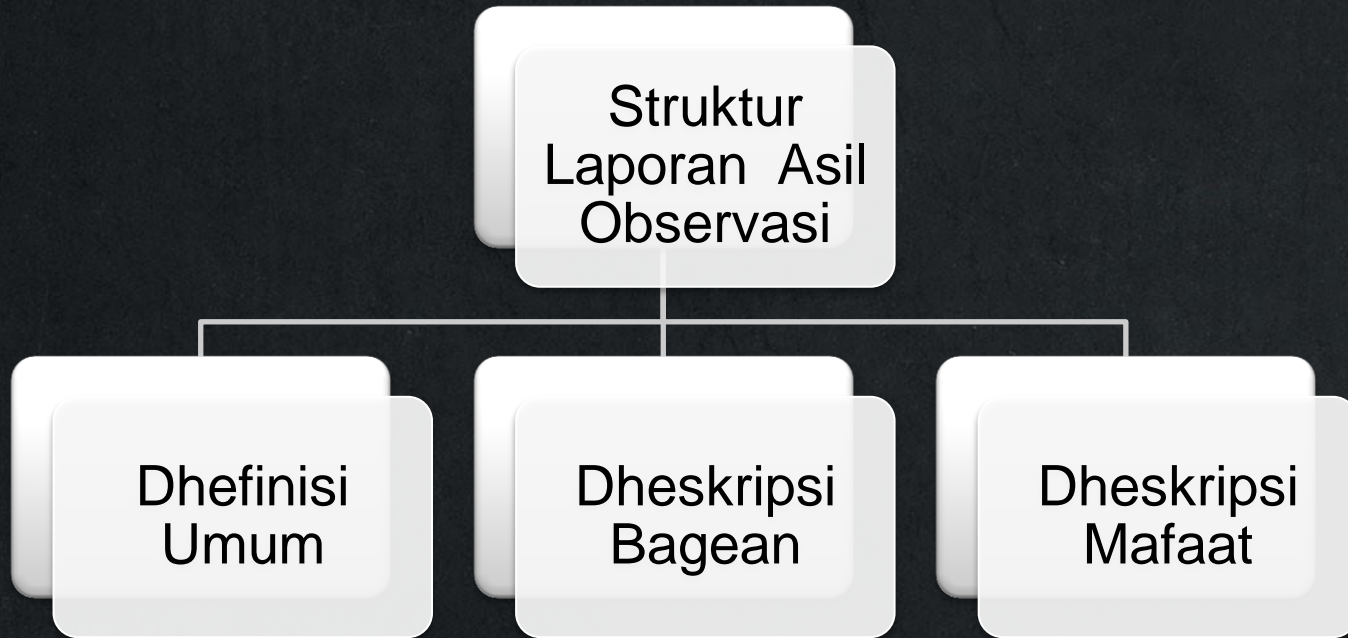 Struktur
Laporan Asil
Observasi
Dhefinisi
Umum
Dheskripsi
Bagean
Dheskripsi
Mafaat